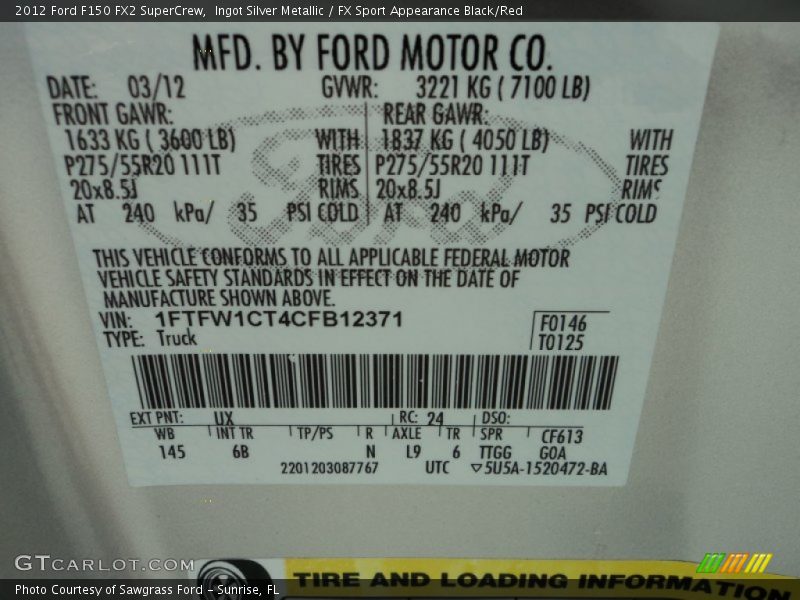 2012 Ford F150 FX2 SuperCrew,  Ingot Silver Metallic / FX Sport Appearance Black/Red
MFD. BY FORD MOTOR CO.
DATE: 03/12 GVWR: 3221 KG ( 7100 LB)
FRONT GAWR: REAR GAWR:
1633 KG ( 3600 LB) WITH 1837 KG ( 4050 LB) WITH
P275/55R20 111T TIRES P275/55R20 111T TIRES
20x8.5J RIMS 20x8.5J RIMS
AT 240 kPa/ 35 PSI COLD AT 240 kPa/ 35 PSI COLD
Ford
THIS VEHICLE CONFORMS TO ALL APPLICABLE FEDERAL MOTOR
VEHICLE SAFETY STANDARDS IN EFFECT ON THE DATE OF
MANUFACTURE SHOWN ABOVE.
VIN: 1FTFW1CT4CFB12371
TYPE: Truck
F0146
T0125
EXT PNT: UX RC: 24 DSO:
WB INT TR TP/PS R AXLE TR SPR CF613
145 6B N L9 6 TTGG GOA
2201203087767 UTC ▽5U5A-1520472-BA
GTCARLOT.COM
TIRE AND LOADING INFORMATION
Photo Courtesy of Sawgrass Ford - Sunrise, FL